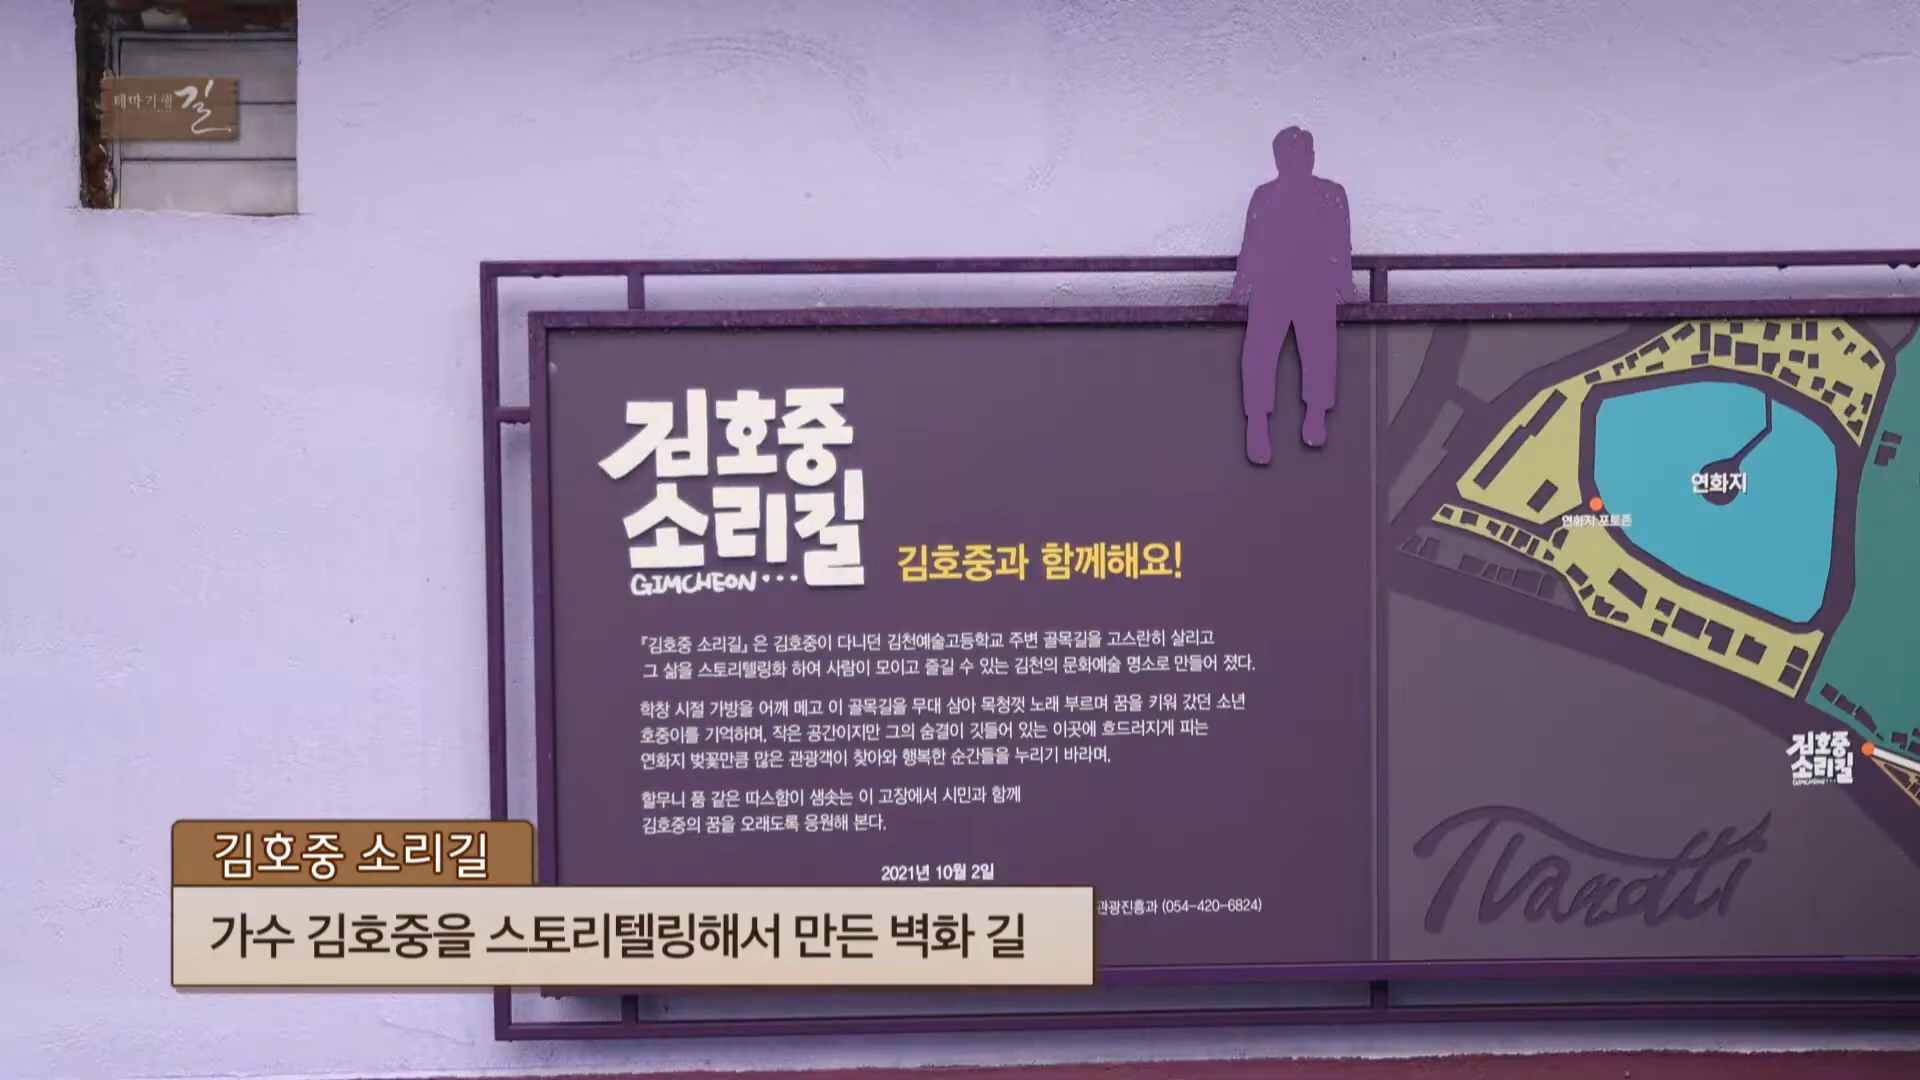 테마기행 길
김호중
소리길
GIMCHEON...
김호중과 함께해요!
『김호중 소리길』은 김호중이 다니던 김천예술고등학교 주변 골목길을 고스란히 살리고
그 삶을 스토리텔링화 하여 사람이 모이고 즐길 수 있는 김천의 문화예술 명소로 만들어 졌다.
학창 시절 가방을 어깨 메고 이 골목길을 무대 삼아 목청껏 노래 부르며 꿈을 키워 갔던 소년
호중이를 기억하며, 작은 공간이지만 그의 숨결이 깃들어 있는 이곳에 흐드러지게 피는
연화지 벚꽃만큼 많은 관광객이 찾아와 행복한 순간들을 누리기 바라며,
할무니 품 같은 따스함이 샘솟는 이 고장에서 시민과 함께
김호중의 꿈을 오래도록 응원해 본다.
2021년 10월 2일
관광진흥과 (054-420-6824)
연화지
연화지 포토존
김호중
소리길
GIMCHEON...
Tvarotti
김호중 소리길
가수 김호중을 스토리텔링해서 만든 벽화 길